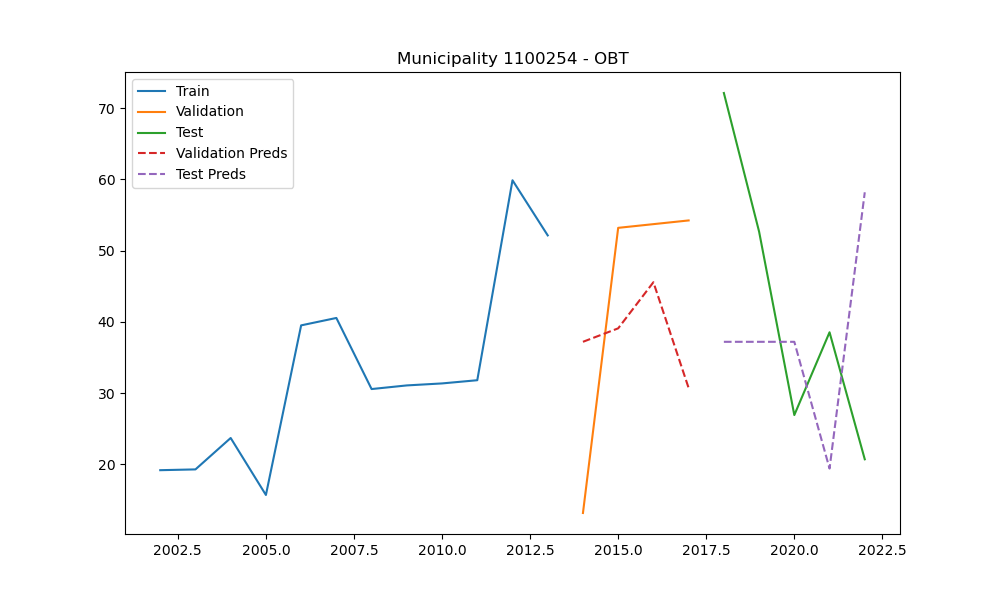 Municipality 1100254 - OBT
Train
Validation
Test
Validation Preds
Test Preds
70
60
50
40
30
20
2002.5 2005.0 2007.5 2010.0 2012.5 2015.0 2017.5 2020.0 2022.5